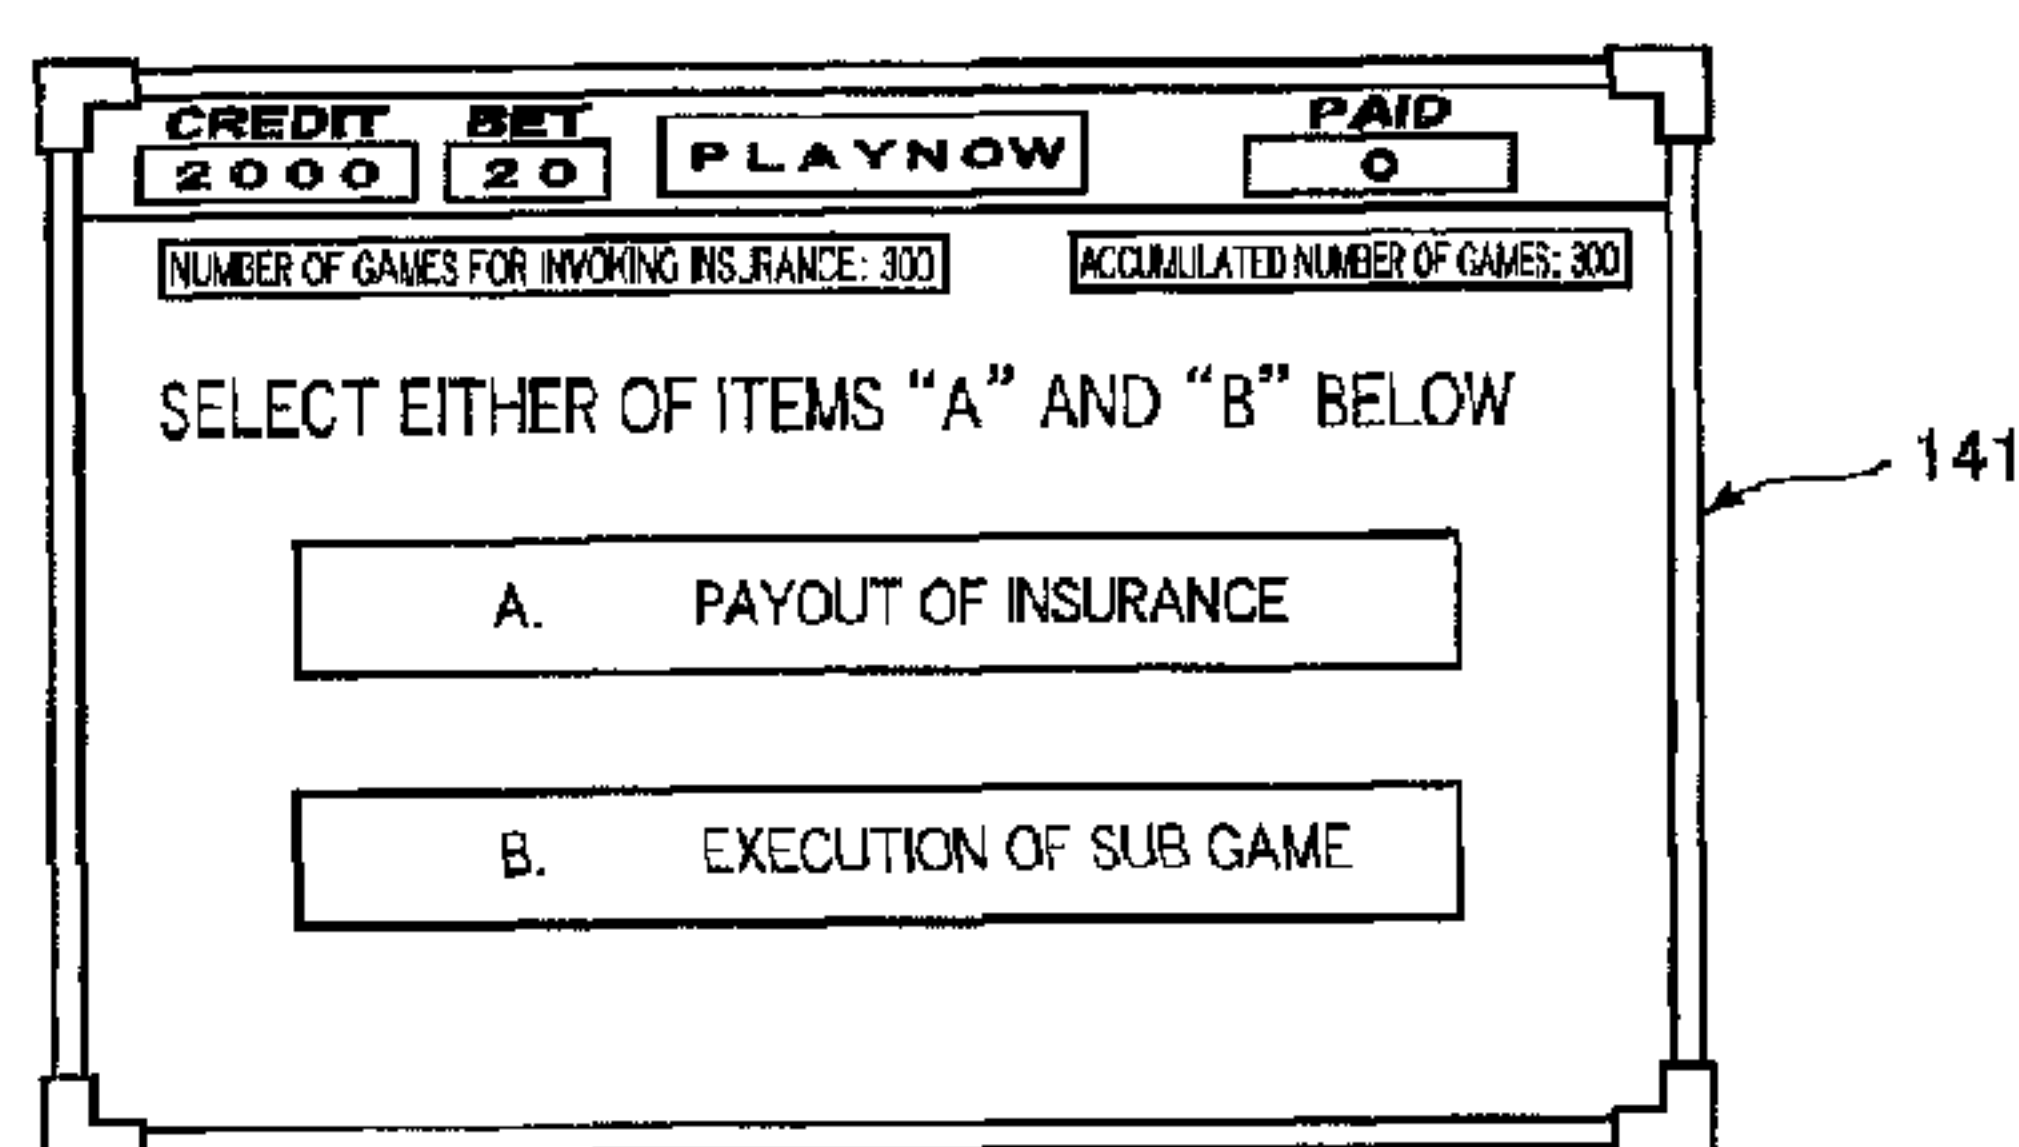 CREDIT BET PAID
2000 20 PLAYNOW 0
NUMBER OF GAMES FOR INVOKING INSURANCE: 300 ACCUMULATED NUMBER OF GAMES: 300
SELECT EITHER OF ITEMS “A” AND “B” BELOW
141
A. PAYOUT OF INSURANCE
B. EXECUTION OF SUB GAME